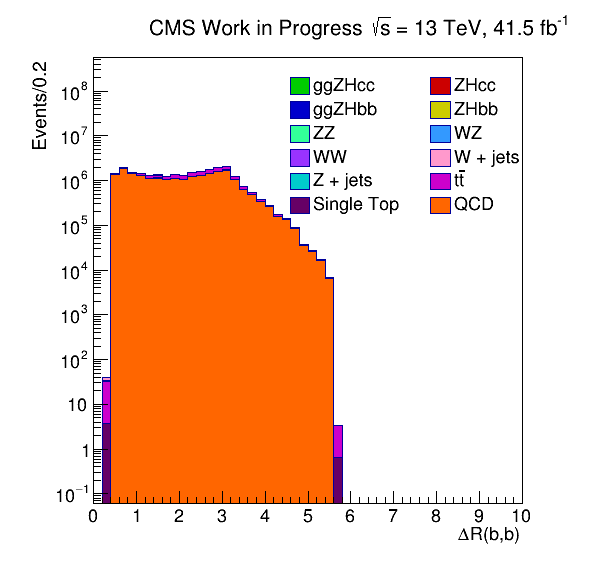 CMS Work in Progress √s = 13 TeV, 41.5 fb⁻¹
Events/0.2
10⁸
10⁷
10⁶
10⁵
10⁴
10³
10²
10
1
10⁻¹
ggZHcc ZHcc
ggZHbb ZHbb
ZZ WZ
WW W + jets
Z + jets tt̄
Single Top QCD
0 1 2 3 4 5 6 7 8 9 10
ΔR(b,b)